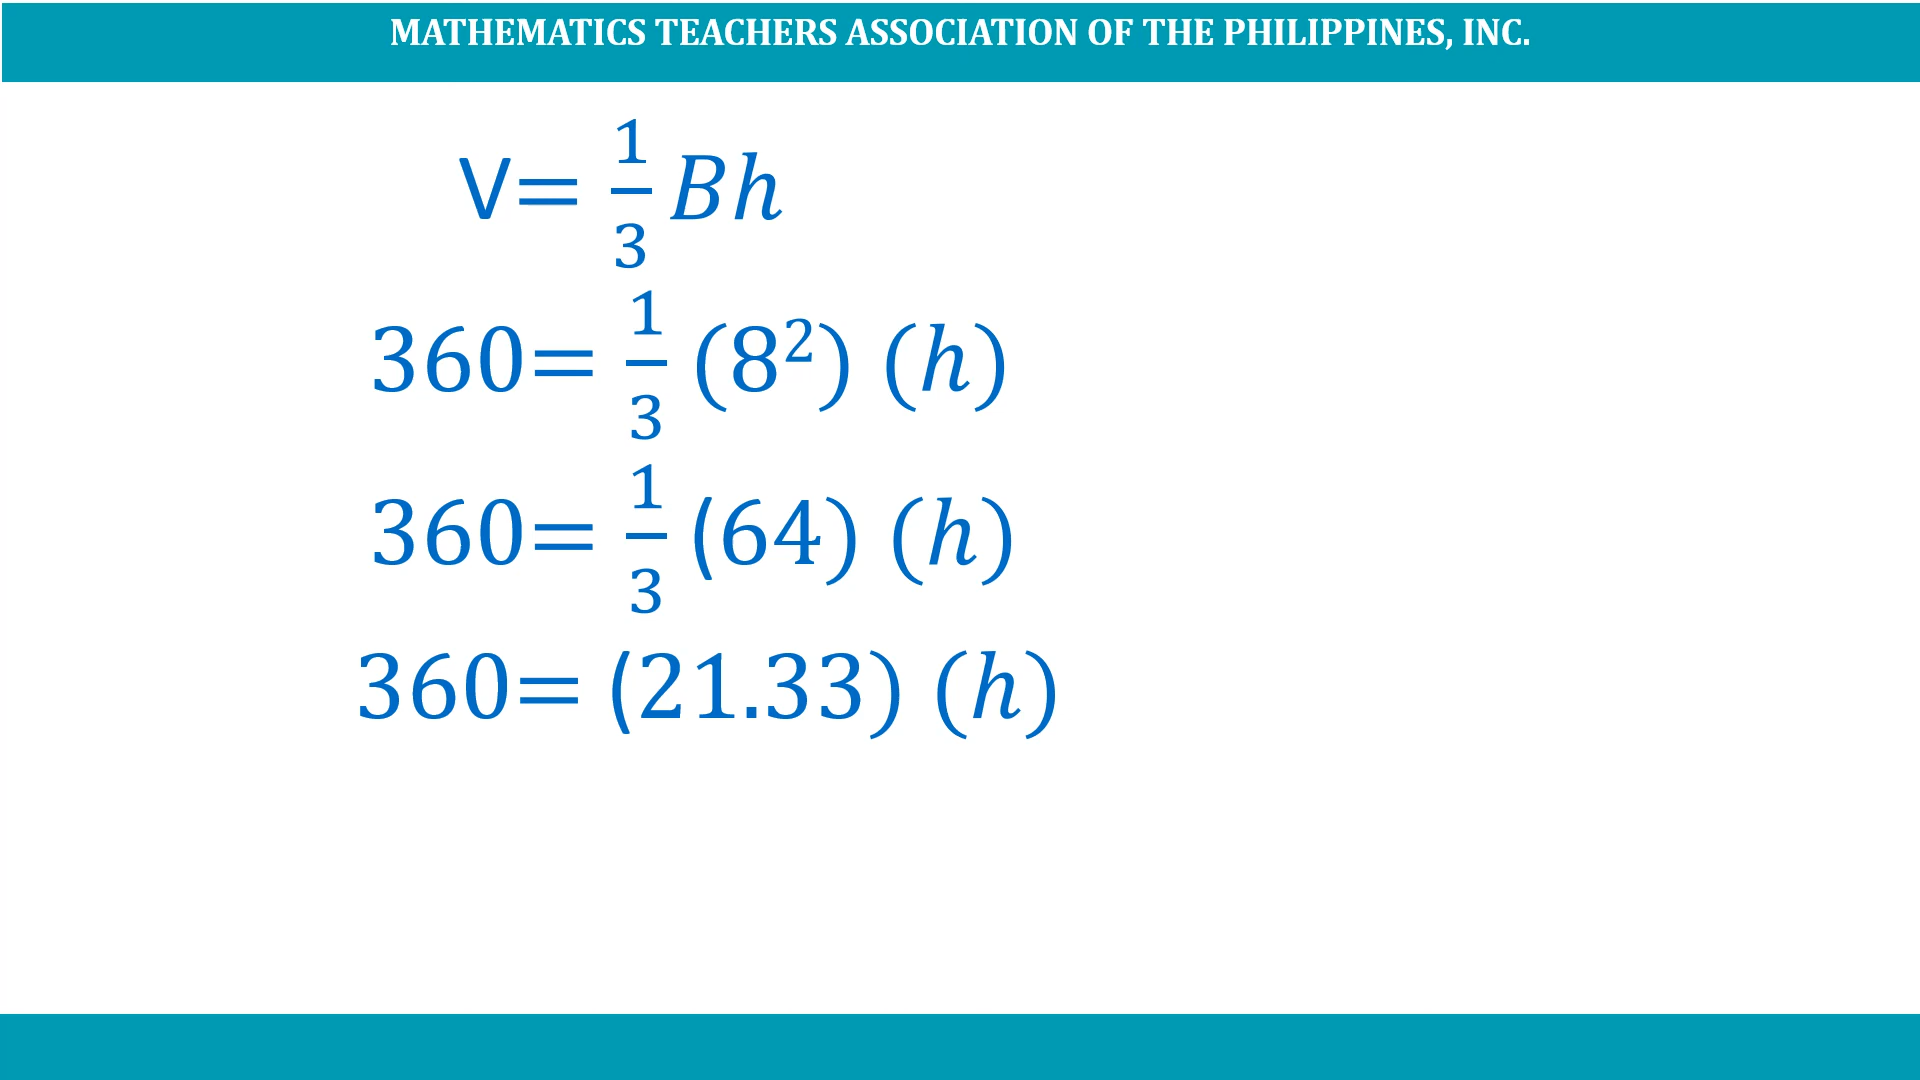 MATHEMATICS TEACHERS ASSOCIATION OF THE PHILIPPINES, INC.
V= 1/3 Bh
360= 1/3 (8²) (h)
360= 1/3 (64) (h)
360= (21.33) (h)